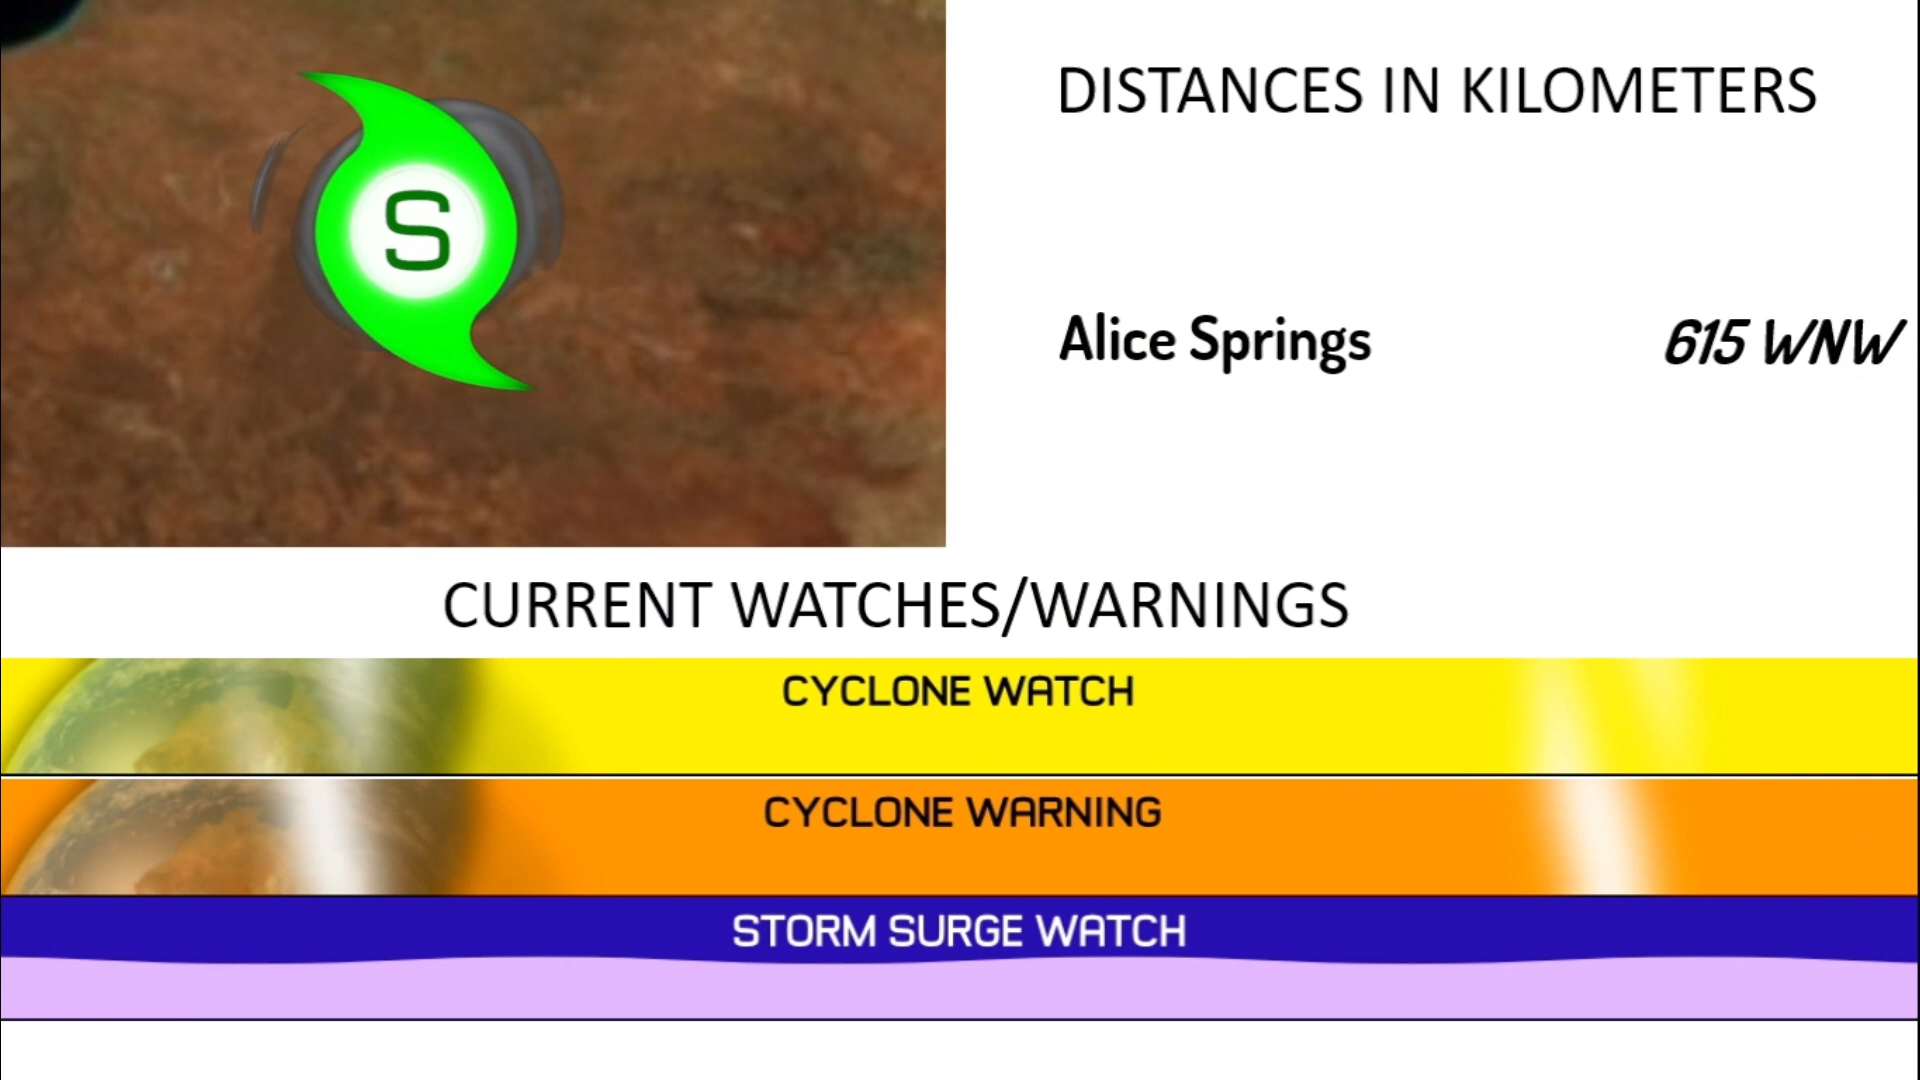 S
DISTANCES IN KILOMETERS
Alice Springs 615 WNW
CURRENT WATCHES/WARNINGS
CYCLONE WATCH
CYCLONE WARNING
STORM SURGE WATCH